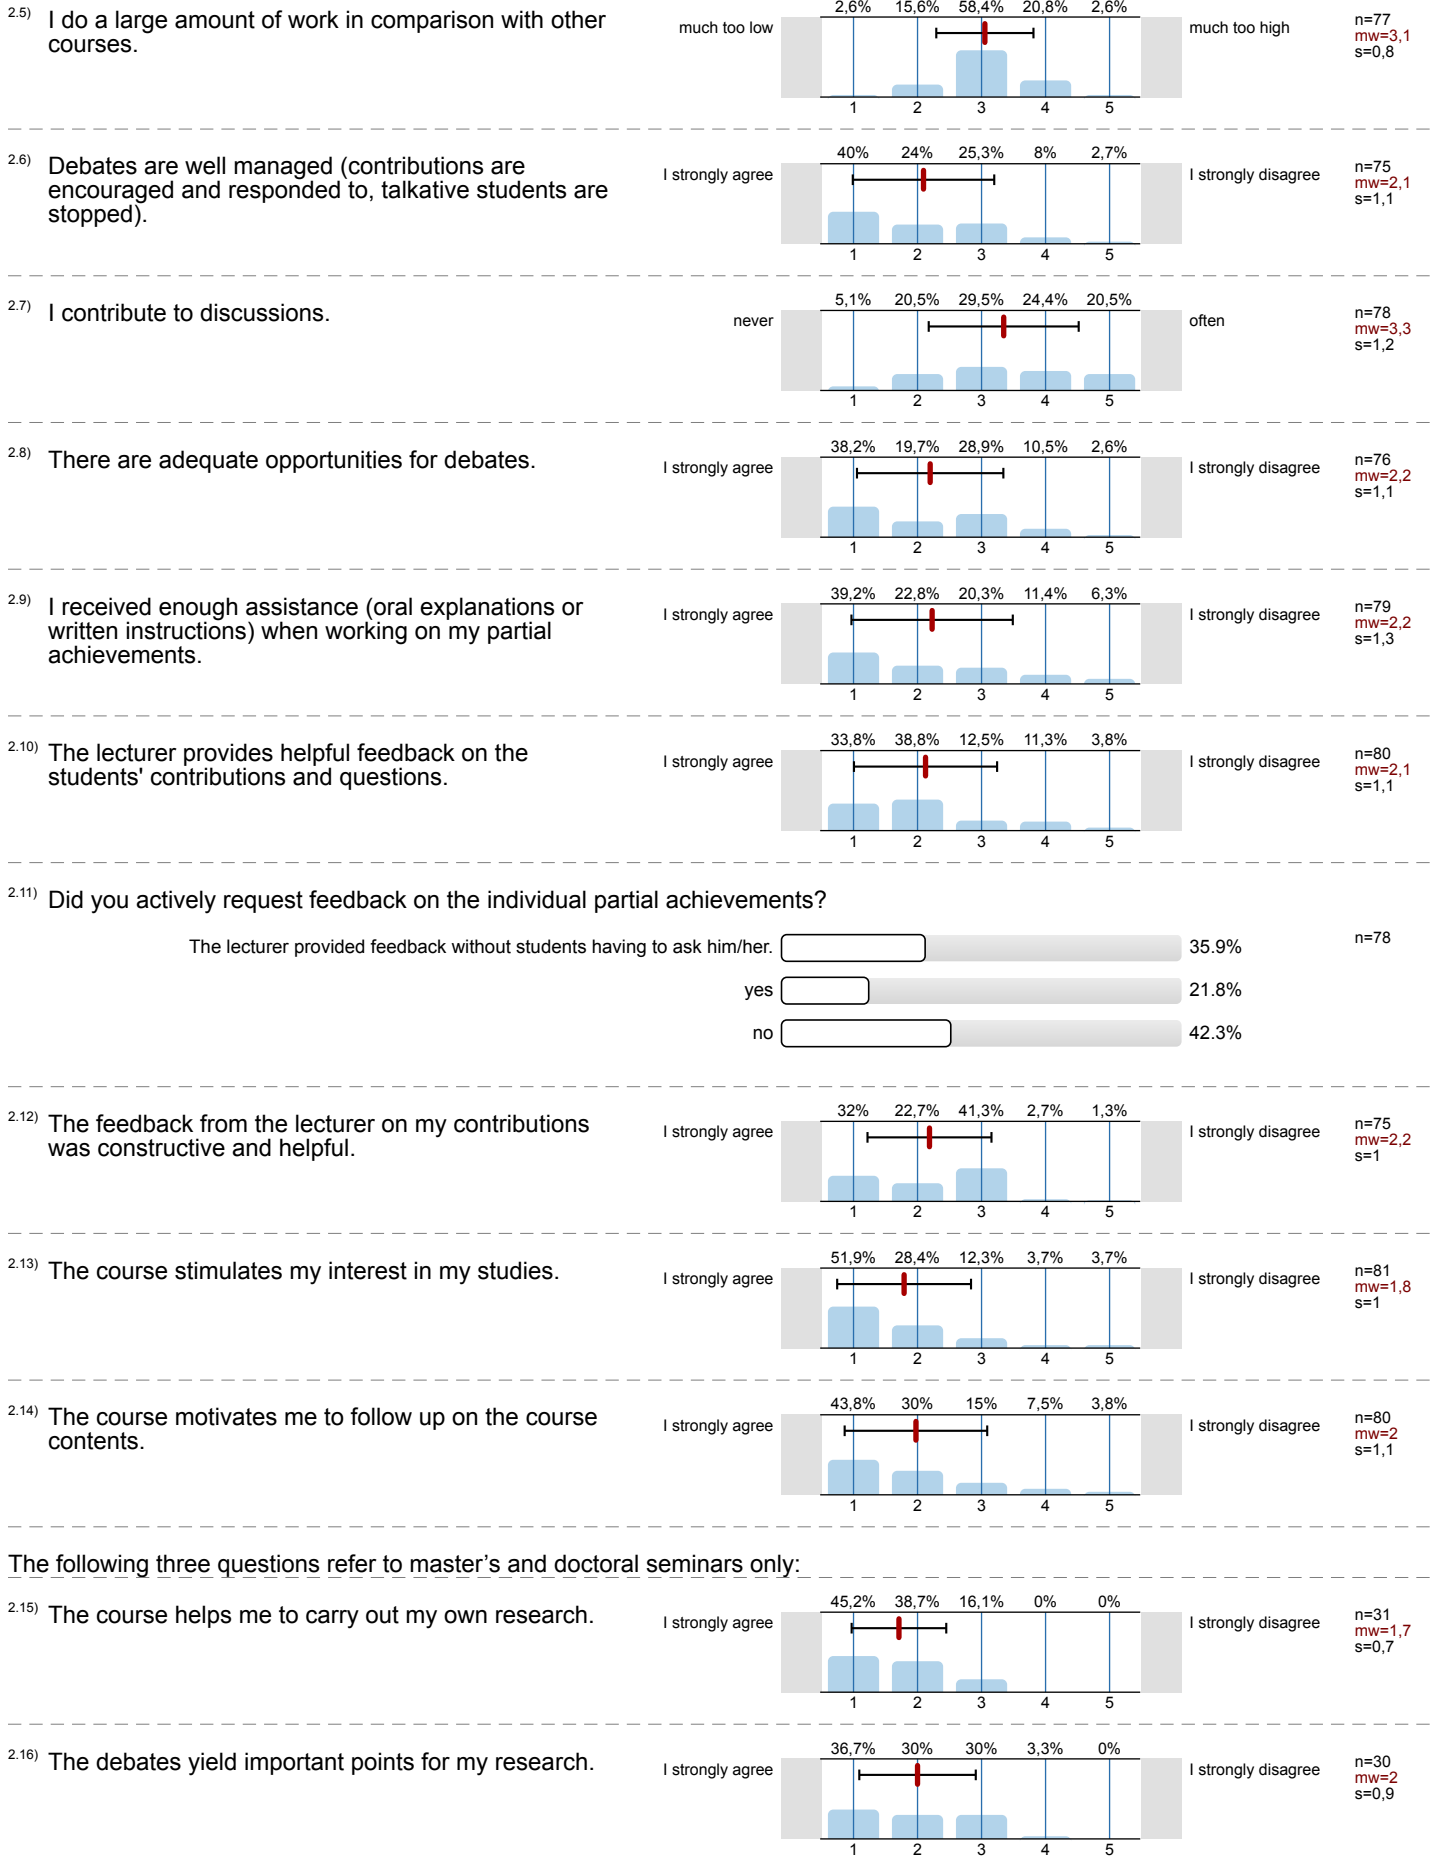 2,6% 15,6% 58,4% 20,8% 2,6%
2.5) I do a large amount of work in comparison with other
courses.
much too low
much too high
n=77
mw=3,1
s=0,8
1 2 3 4 5
40% 24% 25,3% 8% 2,7%
2.6) Debates are well managed (contributions are
encouraged and responded to, talkative students are
stopped).
I strongly agree
I strongly disagree
n=75
mw=2,1
s=1,1
1 2 3 4 5
5,1% 20,5% 29,5% 24,4% 20,5%
2.7) I contribute to discussions.
never
often
n=78
mw=3,3
s=1,2
1 2 3 4 5
38,2% 19,7% 28,9% 10,5% 2,6%
2.8) There are adequate opportunities for debates.
I strongly agree
I strongly disagree
n=76
mw=2,2
s=1,1
1 2 3 4 5
39,2% 22,8% 20,3% 11,4% 6,3%
2.9) I received enough assistance (oral explanations or
written instructions) when working on my partial
achievements.
I strongly agree
I strongly disagree
n=79
mw=2,2
s=1,3
1 2 3 4 5
33,8% 38,8% 12,5% 11,3% 3,8%
2.10) The lecturer provides helpful feedback on the
students' contributions and questions.
I strongly agree
I strongly disagree
n=80
mw=2,1
s=1,1
1 2 3 4 5
2.11) Did you actively request feedback on the individual partial achievements?
The lecturer provided feedback without students having to ask him/her. 35.9%
n=78
yes 21.8%
no 42.3%
32% 22,7% 41,3% 2,7% 1,3%
2.12) The feedback from the lecturer on my contributions
was constructive and helpful.
I strongly agree
I strongly disagree
n=75
mw=2,2
s=1
1 2 3 4 5
51,9% 28,4% 12,3% 3,7% 3,7%
2.13) The course stimulates my interest in my studies.
I strongly agree
I strongly disagree
n=81
mw=1,8
s=1
1 2 3 4 5
43,8% 30% 15% 7,5% 3,8%
2.14) The course motivates me to follow up on the course
contents.
I strongly agree
I strongly disagree
n=80
mw=2
s=1,1
1 2 3 4 5
The following three questions refer to master’s and doctoral seminars only:
45,2% 38,7% 16,1% 0% 0%
2.15) The course helps me to carry out my own research.
I strongly agree
I strongly disagree
n=31
mw=1,7
s=0,7
1 2 3 4 5
36,7% 30% 30% 3,3% 0%
2.16) The debates yield important points for my research.
I strongly agree
I strongly disagree
n=30
mw=2
s=0,9
1 2 3 4 5